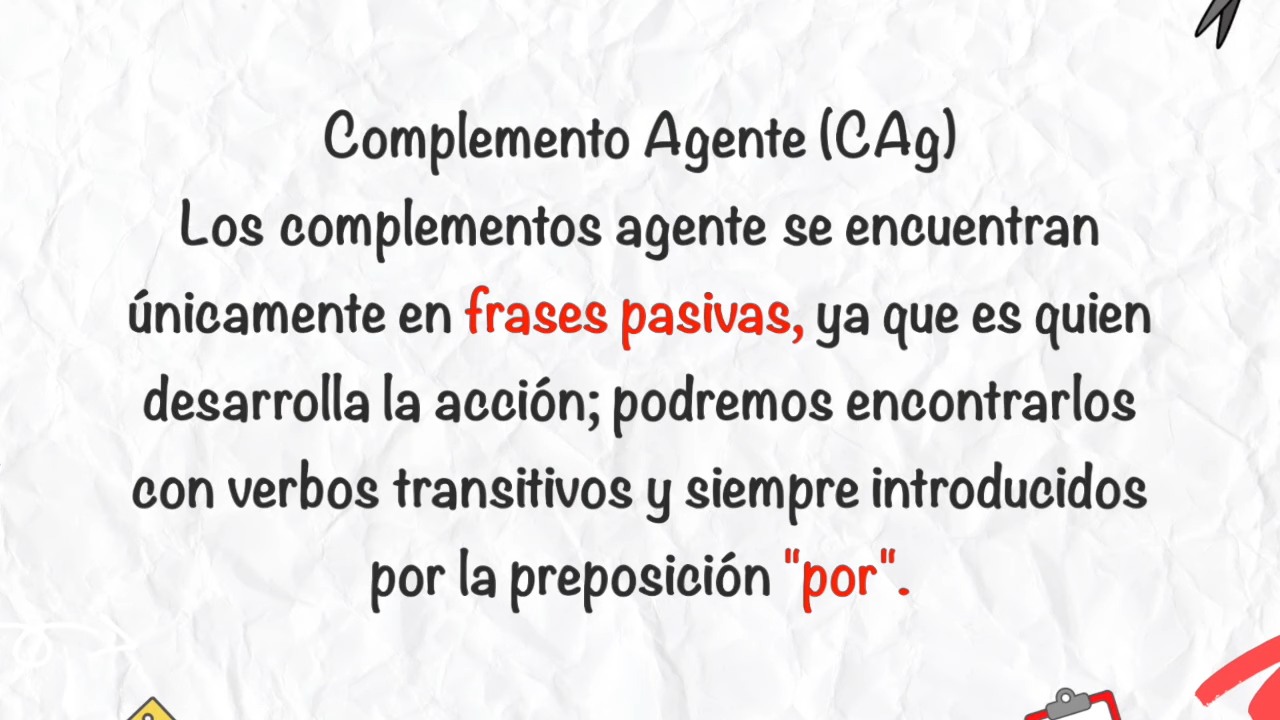 Complemento Agente (CAg)
Los complementos agente se encuentran
únicamente en frases pasivas, ya que es quien
desarrolla la acción; podremos encontrarlos
con verbos transitivos y siempre introducidos
por la preposición "por".